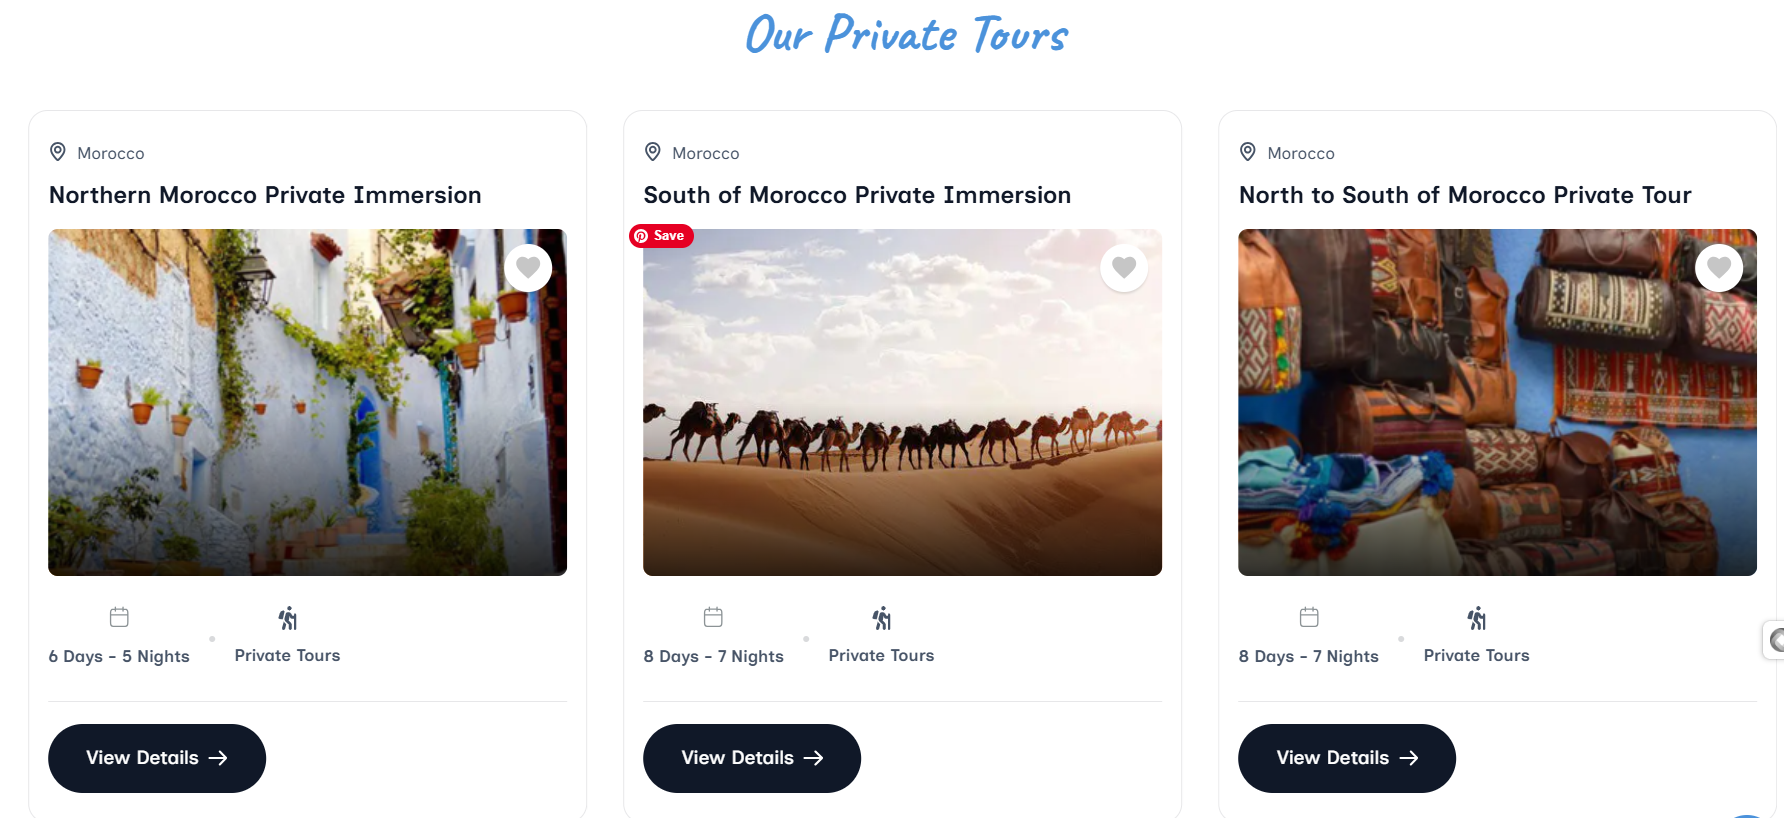 Our Private Tours
Morocco
Northern Morocco Private Immersion
6 Days - 5 Nights
Private Tours
View Details →
Morocco
South of Morocco Private Immersion
Save
8 Days - 7 Nights
Private Tours
View Details →
Morocco
North to South of Morocco Private Tour
8 Days - 7 Nights
Private Tours
View Details →